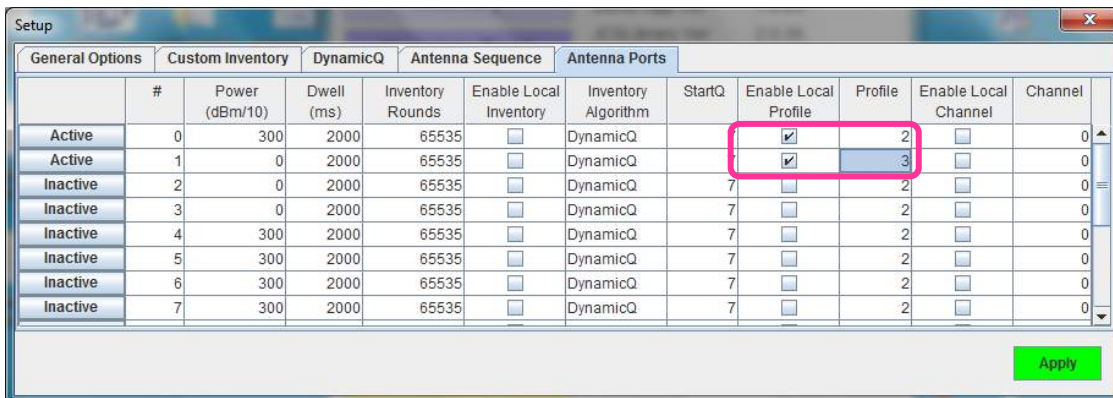 Setup
X
General Options Custom Inventory DynamicQ Antenna Sequence Antenna Ports
# Power (dBm/10) Dwell (ms) Inventory Rounds Enable Local Inventory Inventory Algorithm StartQ Enable Local Profile Profile Enable Local Channel Channel
Active 0 300 2000 65535 DynamicQ 7 2 0
Active 1 0 2000 65535 DynamicQ 7 3 0
Inactive 2 0 2000 65535 DynamicQ 7 2 0
Inactive 3 0 2000 65535 DynamicQ 7 2 0
Inactive 4 300 2000 65535 DynamicQ 7 2 0
Inactive 5 300 2000 65535 DynamicQ 7 2 0
Inactive 6 300 2000 65535 DynamicQ 7 2 0
Inactive 7 300 2000 65535 DynamicQ 7 2 0
Apply